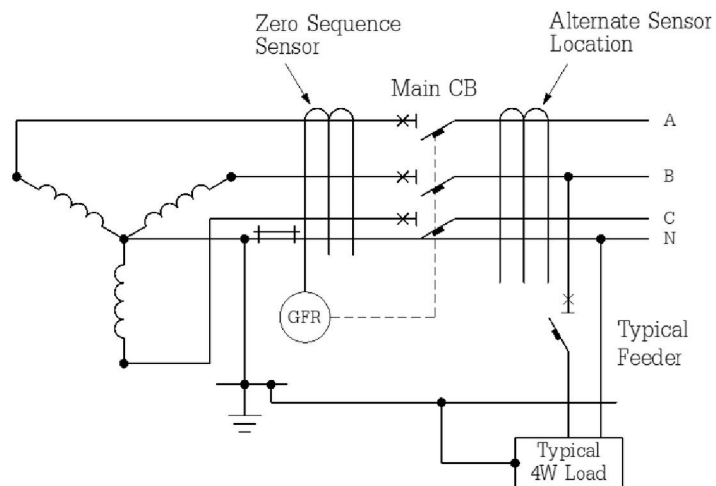 Zero Sequence
Sensor
Alternate Sensor
Location
Main CB
A
B
C
N
GFR
Typical
Feeder
Typical
4W Load